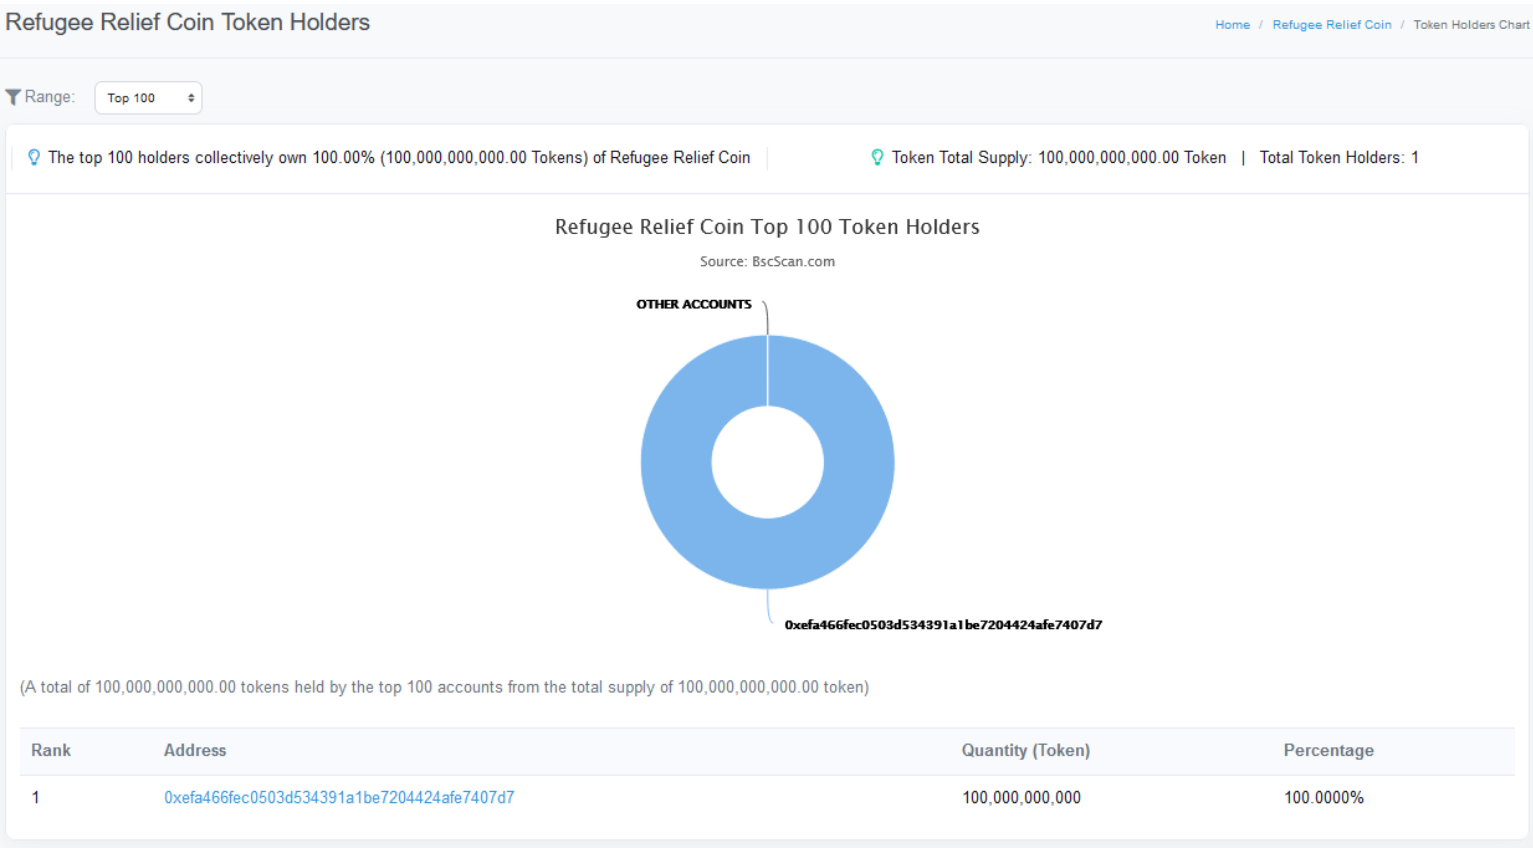 Refugee Relief Coin Token Holders
Home / Refugee Relief Coin / Token Holders Chart
Range: Top 100
The top 100 holders collectively own 100.00% (100,000,000,000.00 Tokens) of Refugee Relief Coin
Token Total Supply: 100,000,000,000.00 Token | Total Token Holders: 1
Refugee Relief Coin Top 100 Token Holders
Source: BscScan.com
OTHER ACCOUNTS
0xefa466fec0503d534391a1be7204424afe7407d7
(A total of 100,000,000,000.00 tokens held by the top 100 accounts from the total supply of 100,000,000,000.00 token)
Rank Address Quantity (Token) Percentage
1 0xefa466fec0503d534391a1be7204424afe7407d7 100,000,000,000 100.0000%